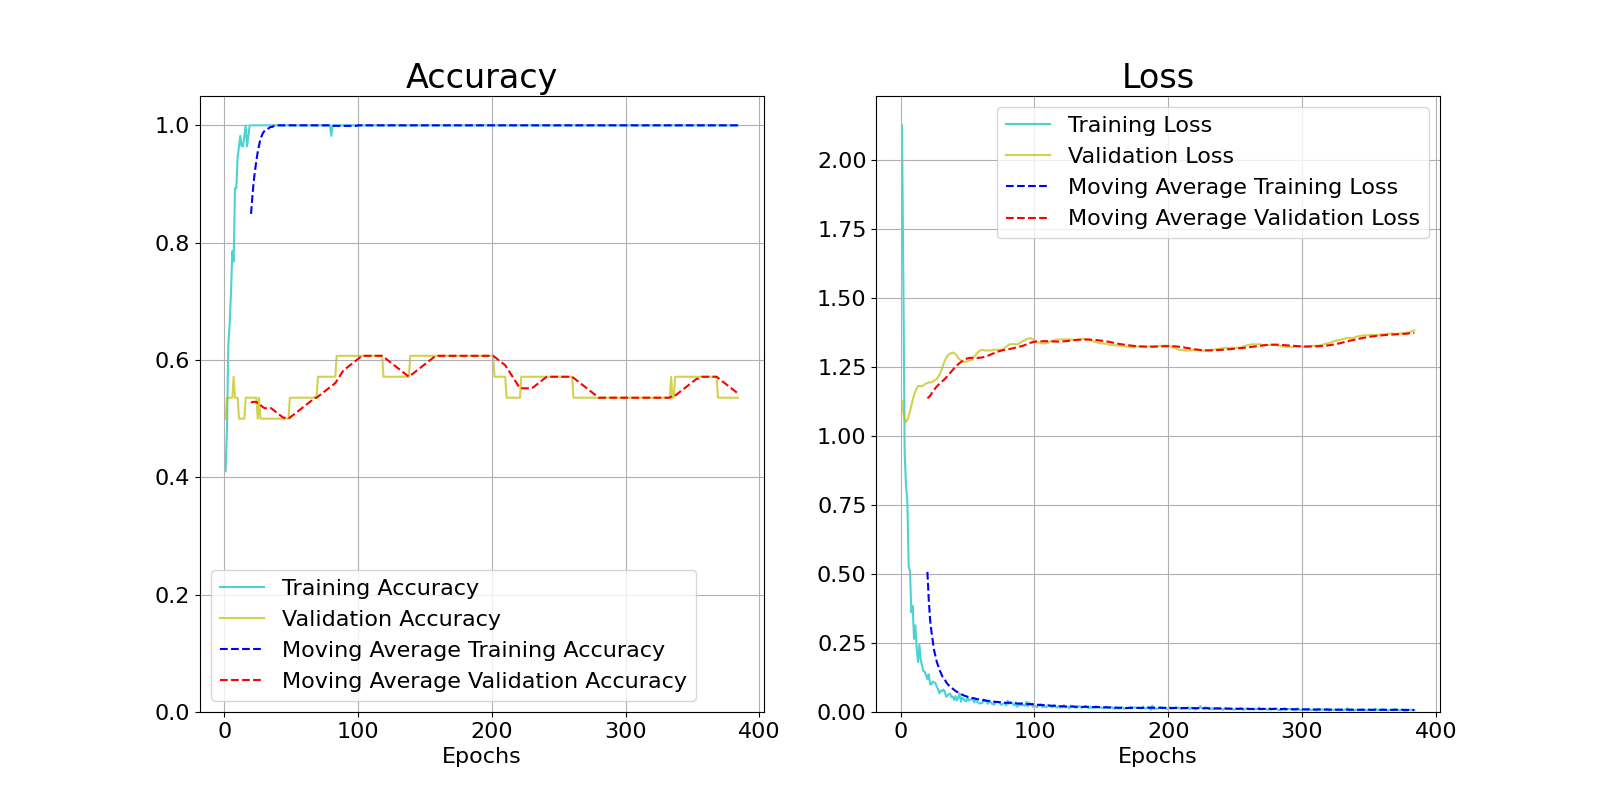 Accuracy
1.0
0.8
0.6
0.4
0.2
0.0
0 100 200 300 400
Epochs
Training Accuracy
Validation Accuracy
Moving Average Training Accuracy
Moving Average Validation Accuracy
Loss
2.00
1.75
1.50
1.25
1.00
0.75
0.50
0.25
0.00
0 100 200 300 400
Epochs
Training Loss
Validation Loss
Moving Average Training Loss
Moving Average Validation Loss